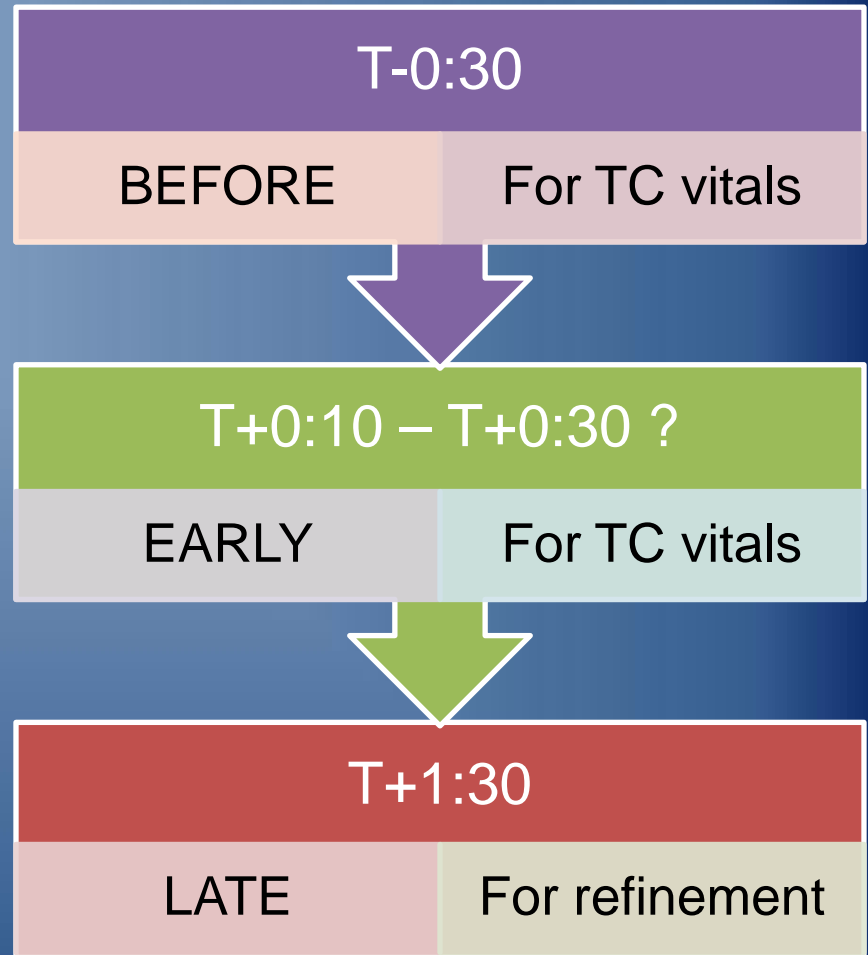 T-0:30
BEFORE For TC vitals
T+0:10 – T+0:30 ?
EARLY For TC vitals
T+1:30
LATE For refinement